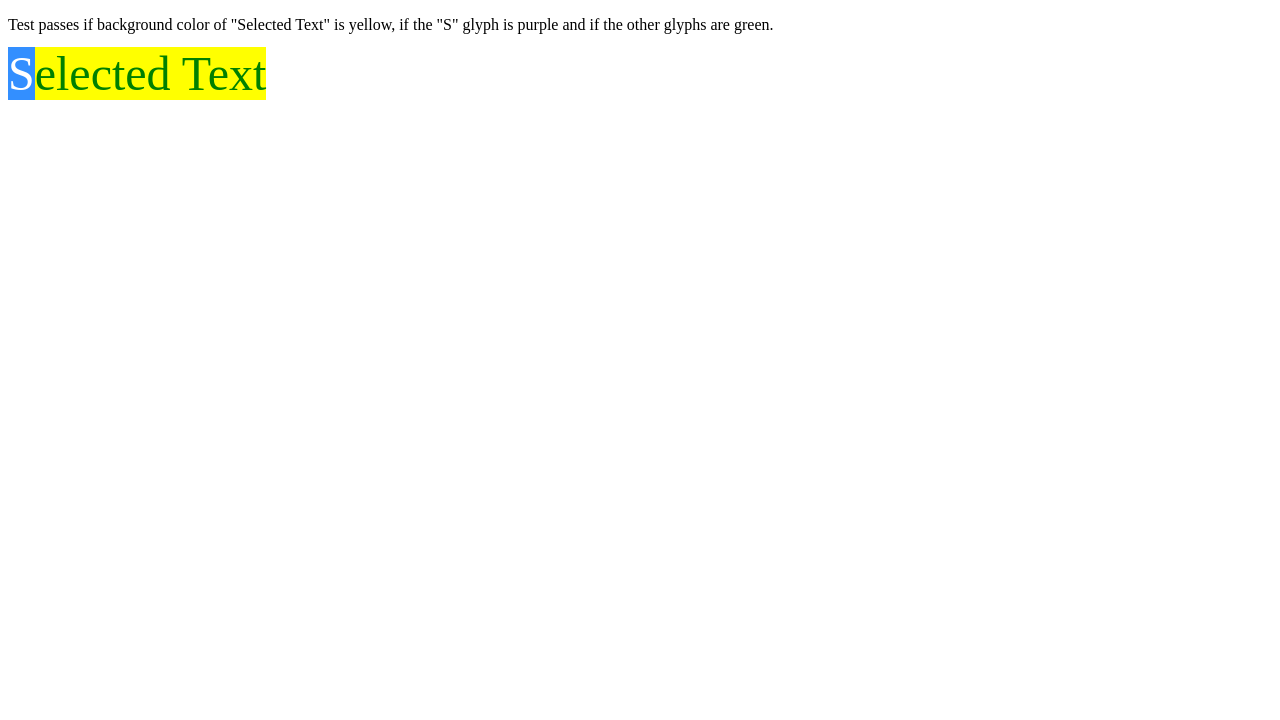 Test passes if background color of "Selected Text" is yellow, if the "S" glyph is purple and if the other glyphs are green.
Selected Text